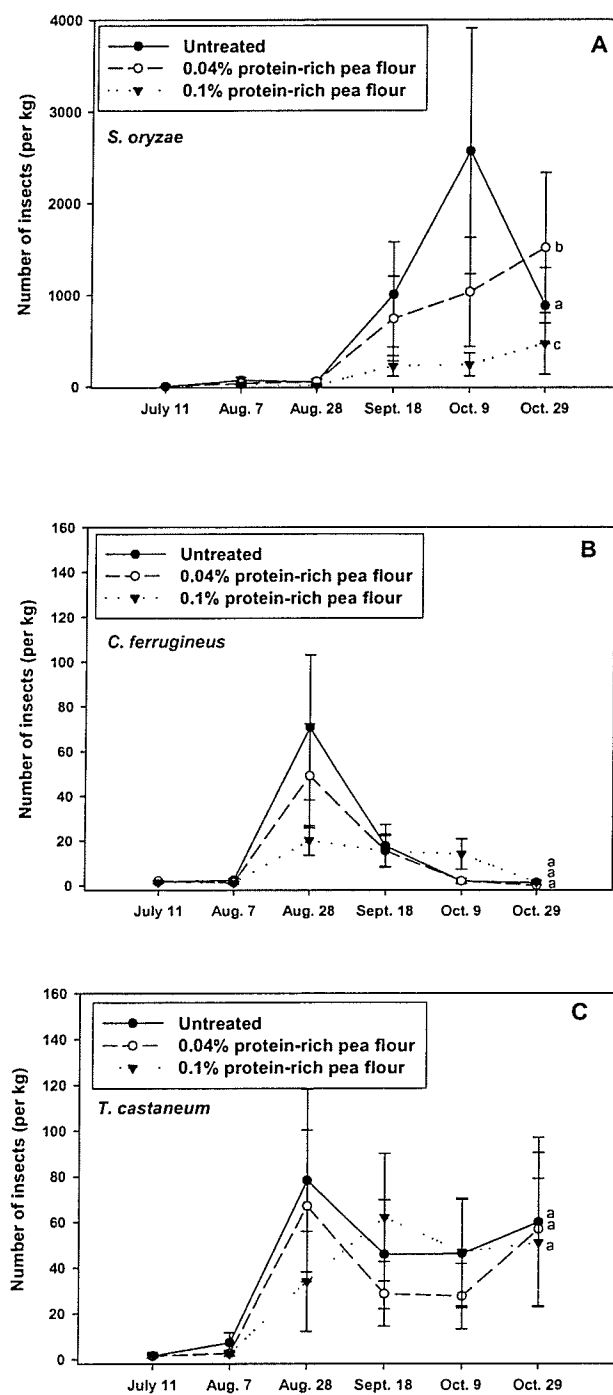 A
Untreated
0.04% protein-rich pea flour
0.1% protein-rich pea flour
S. oryzae
Number of insects (per kg)
4000
3000
2000
1000
0
b
a
c
July 11 Aug. 7 Aug. 28 Sept. 18 Oct. 9 Oct. 29
B
Untreated
0.04% protein-rich pea flour
0.1% protein-rich pea flour
C. ferrugineus
Number of insects (per kg)
160
140
120
100
80
60
40
20
0
a
a
a
July 11 Aug. 7 Aug. 28 Sept. 18 Oct. 9 Oct. 29
C
Untreated
0.04% protein-rich pea flour
0.1% protein-rich pea flour
T. castaneum
Number of insects (per kg)
160
140
120
100
80
60
40
20
0
a
a
a
July 11 Aug. 7 Aug. 28 Sept. 18 Oct. 9 Oct. 29